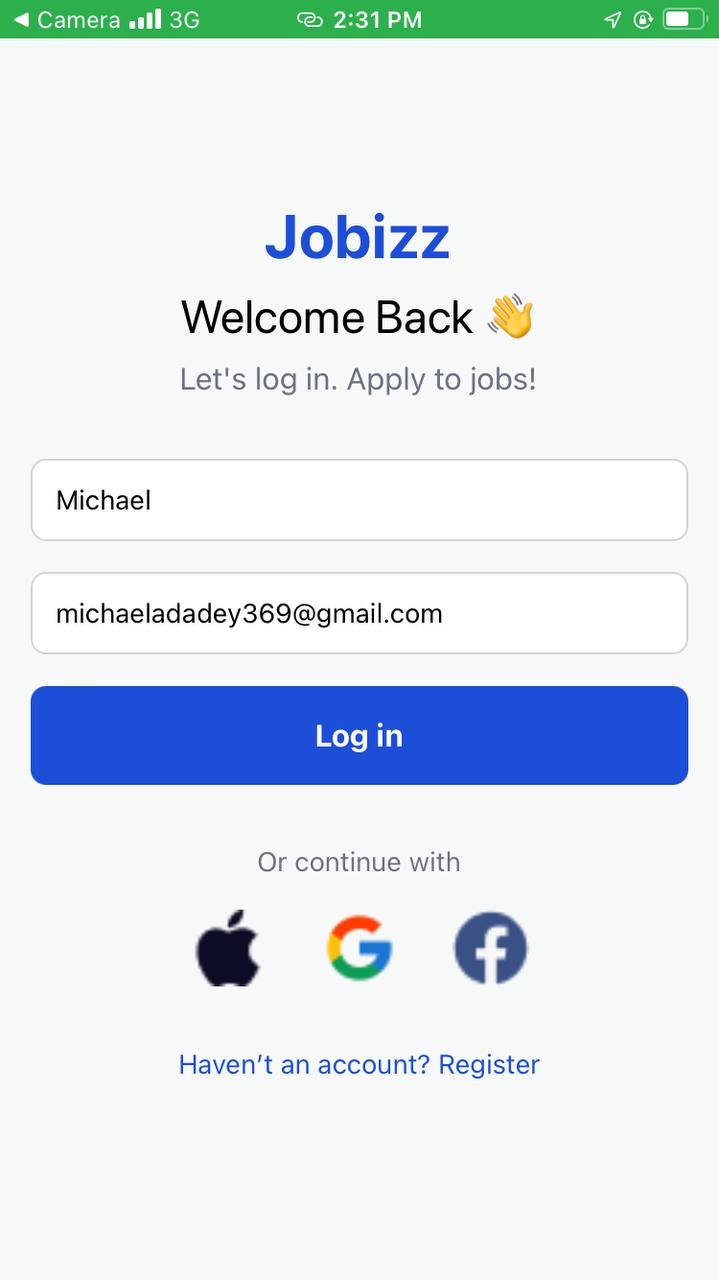 Camera 3G 2:31 PM
Jobizz
Welcome Back 👋
Let's log in. Apply to jobs!
Michael
michaeladadey369@gmail.com
Log in
Or continue with
Haven’t an account? Register